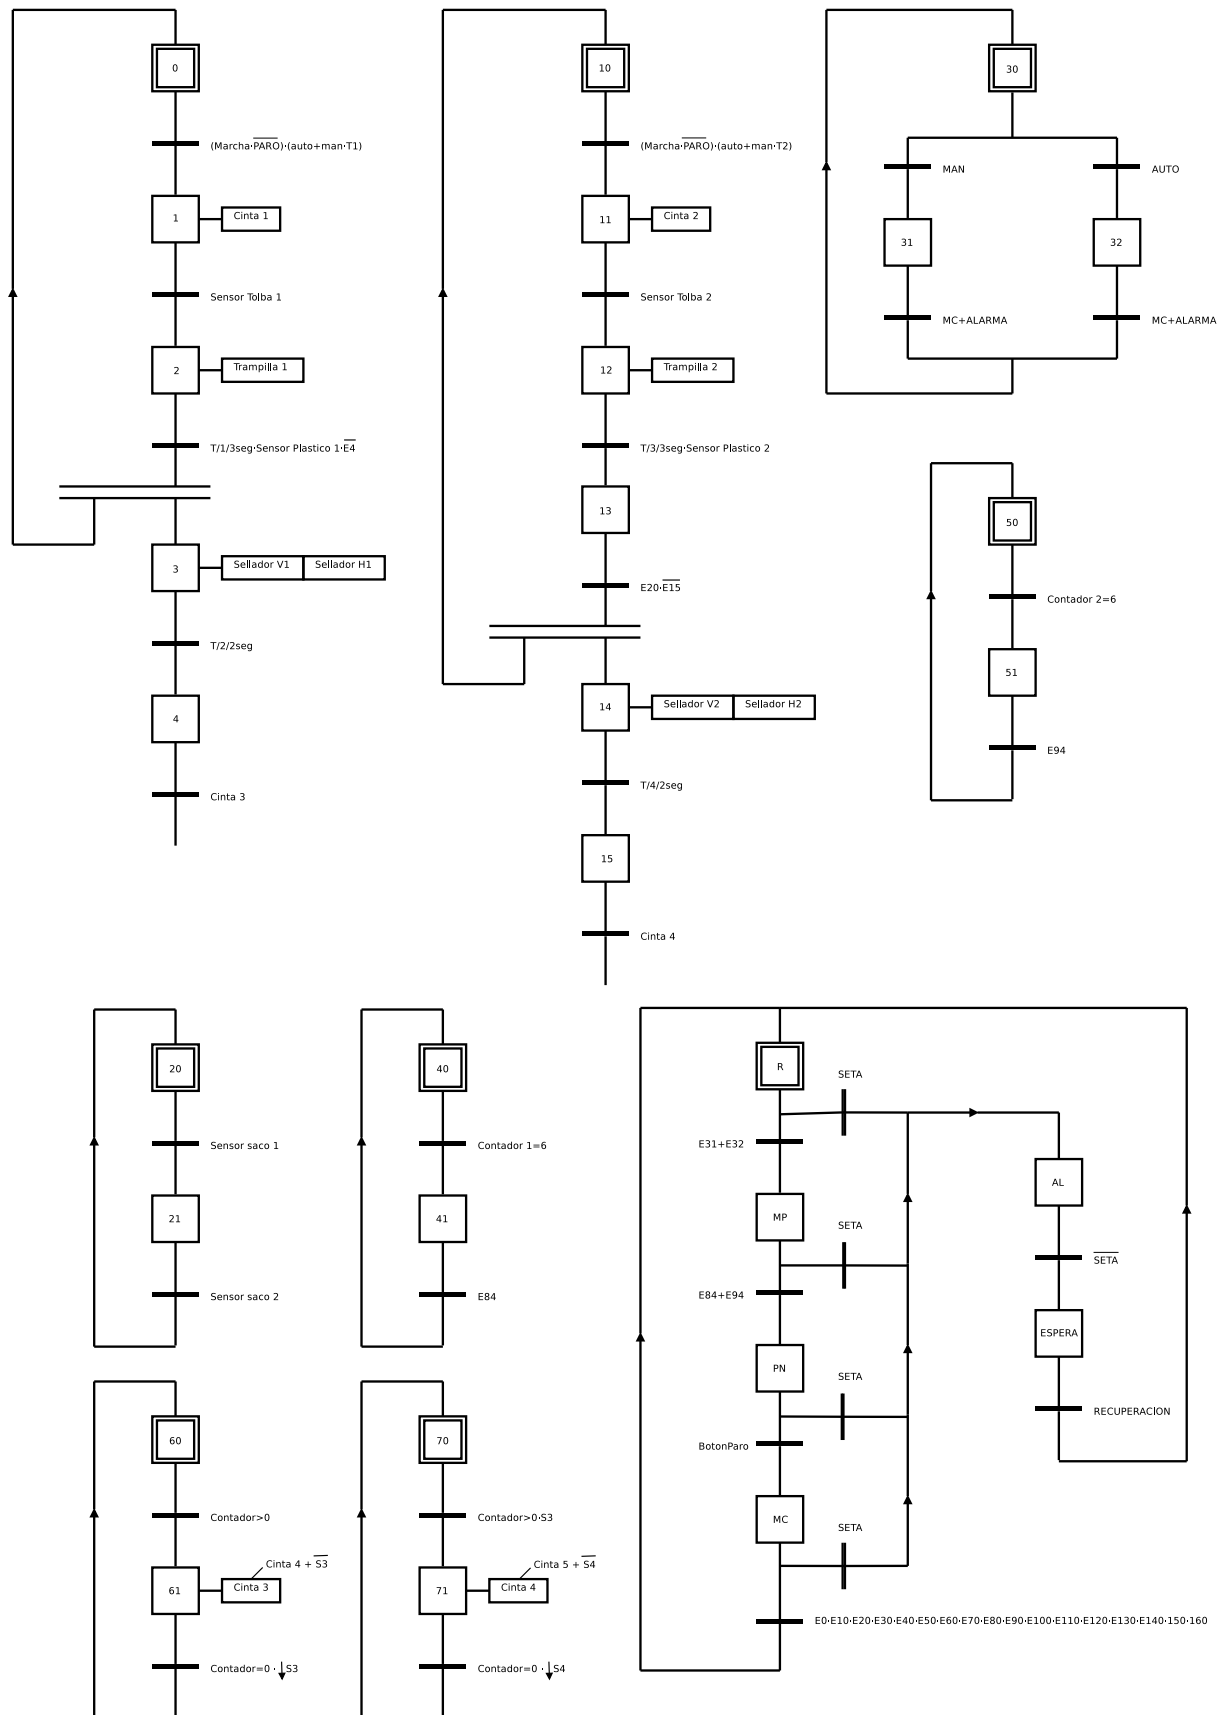 0
(Marcha·P̅A̅R̅O̅)·(auto+man·T1)
1
Cinta 1
Sensor Tolba 1
2
Trampilla 1
T/1/3seg·Sensor Plastico 1·E̅4̅
3
Sellador V1
Sellador H1
T/2/2seg
4
Cinta 3
10
(Marcha·P̅A̅R̅O̅)·(auto+man·T2)
11
Cinta 2
Sensor Tolba 2
12
Trampilla 2
T/3/3seg·Sensor Plastico 2
13
E20·E̅1̅5̅
14
Sellador V2
Sellador H2
T/4/2seg
15
Cinta 4
30
MAN
AUTO
31
32
MC+ALARMA
MC+ALARMA
50
Contador 2=6
51
E94
20
Sensor saco 1
21
Sensor saco 2
40
Contador 1=6
41
E84
60
Contador>0
Cinta 4 + S̅3̅
61
Cinta 3
Contador=0 · ↓S3
70
Contador>0·S3
Cinta 5 + S̅4̅
71
Cinta 4
Contador=0 · ↓S4
R
SETA
E31+E32
MP
SETA
E84+E94
PN
SETA
BotonParo
MC
SETA
E0·E10·E20·E30·E40·E50·E60·E70·E80·E90·E100·E110·E120·E130·E140·150·160
AL
S̅E̅T̅A̅
ESPERA
RECUPERACION